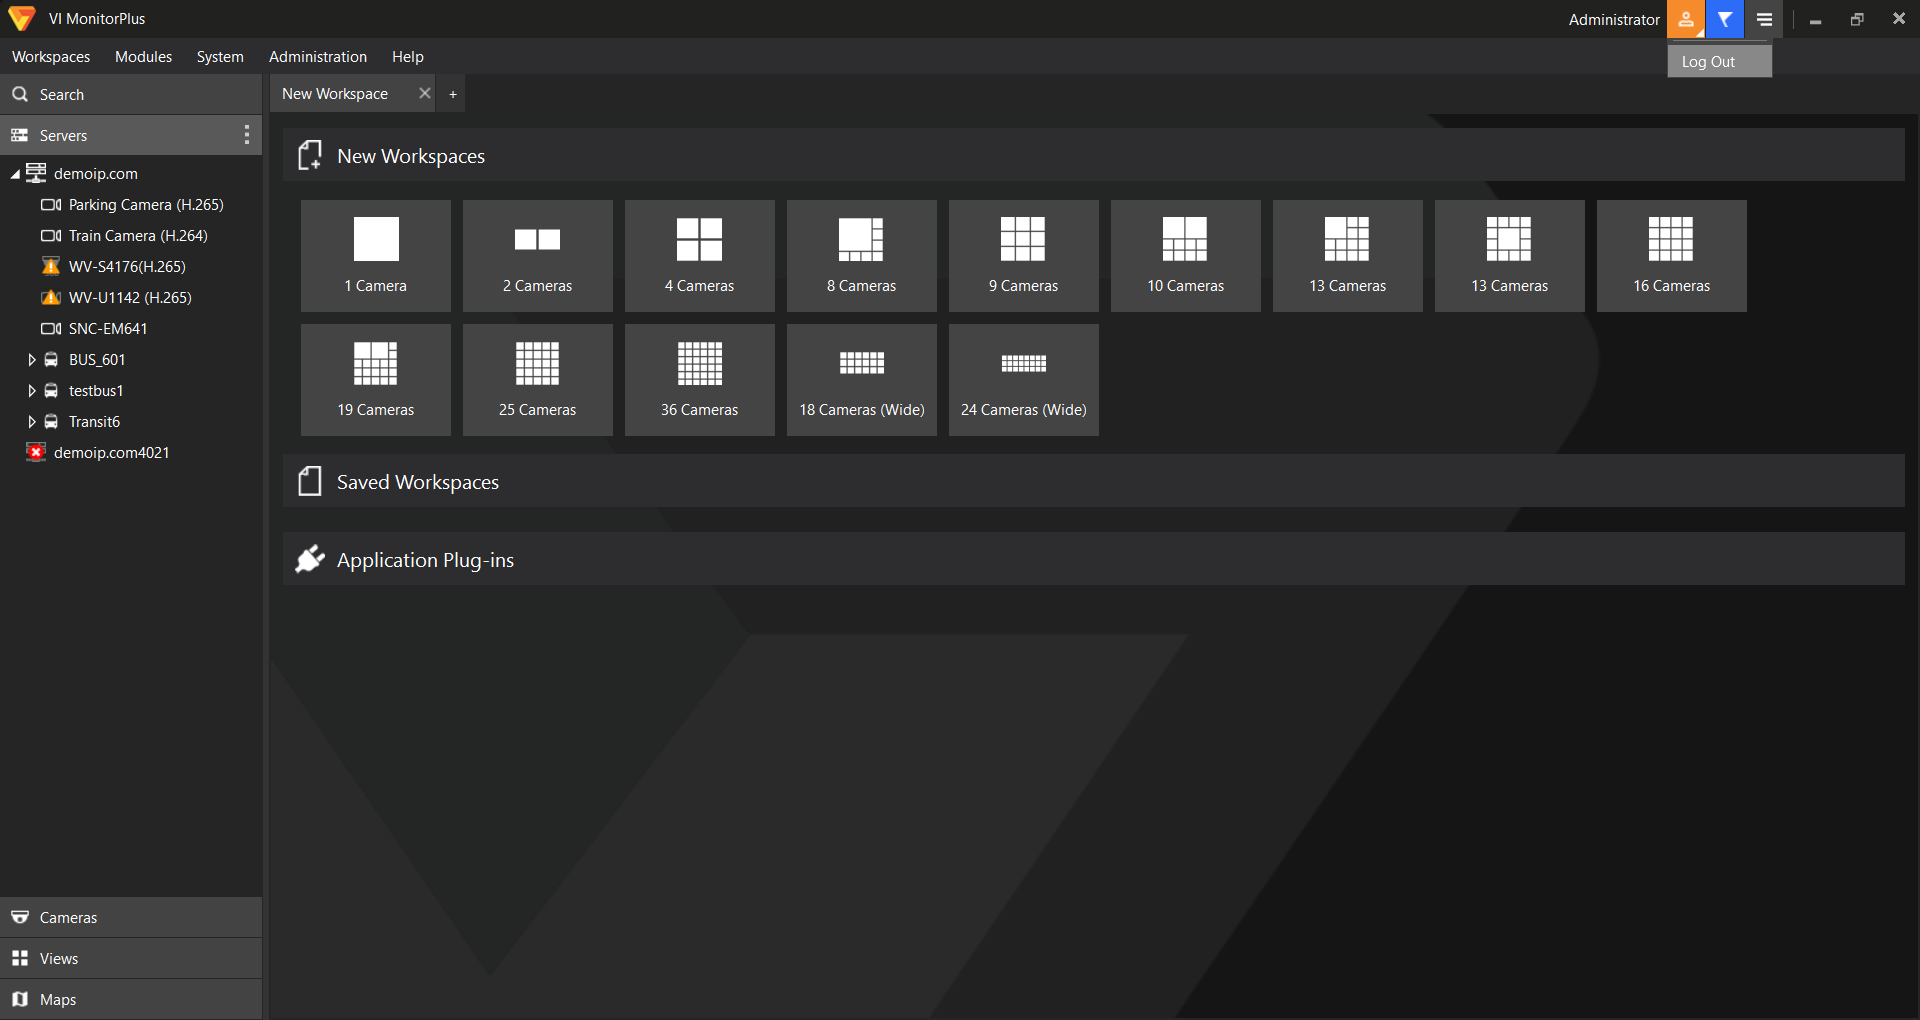 VI MonitorPlus
Administrator
Workspaces Modules System Administration Help
Log Out
Search
New Workspace
+
Servers
demoip.com
Parking Camera (H.265)
Train Camera (H.264)
WV-S4176(H.265)
WV-U1142 (H.265)
SNC-EM641
BUS_601
testbus1
Transit6
demoip.com4021
New Workspaces
1 Camera
2 Cameras
4 Cameras
8 Cameras
9 Cameras
10 Cameras
13 Cameras
13 Cameras
16 Cameras
19 Cameras
25 Cameras
36 Cameras
18 Cameras (Wide)
24 Cameras (Wide)
Saved Workspaces
Application Plug-ins
Cameras
Views
Maps